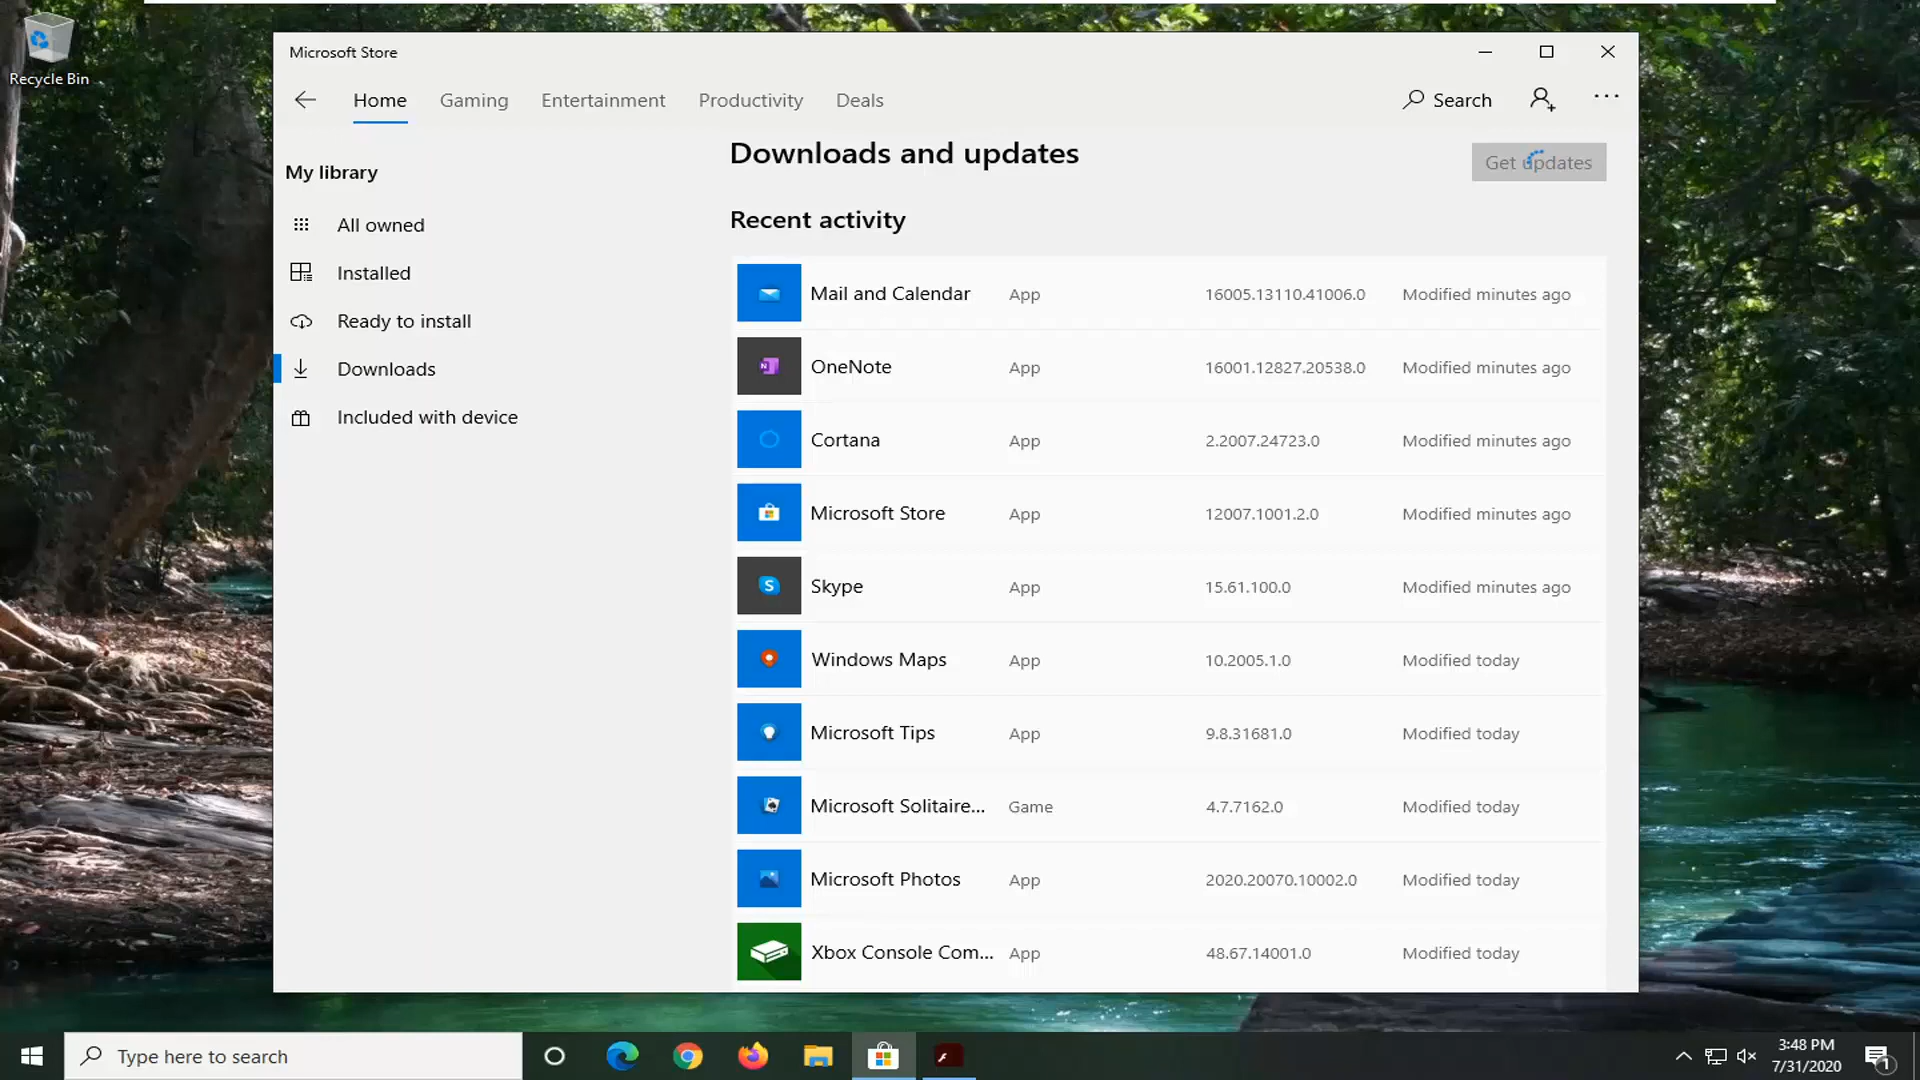 Recycle Bin
Microsoft Store
Home Gaming Entertainment Productivity Deals Search
My library
All owned
Installed
Ready to install
Downloads
Included with device
Downloads and updates
Get updates
Recent activity
Mail and Calendar App 16005.13110.41006.0 Modified minutes ago
OneNote App 16001.12827.20538.0 Modified minutes ago
Cortana App 2.2007.24723.0 Modified minutes ago
Microsoft Store App 12007.1001.2.0 Modified minutes ago
Skype App 15.61.100.0 Modified minutes ago
Windows Maps App 10.2005.1.0 Modified today
Microsoft Tips App 9.8.31681.0 Modified today
Microsoft Solitaire... Game 4.7.7162.0 Modified today
Microsoft Photos App 2020.20070.10002.0 Modified today
Xbox Console Com... App 48.67.14001.0 Modified today
Type here to search
3:48 PM
7/31/2020
1